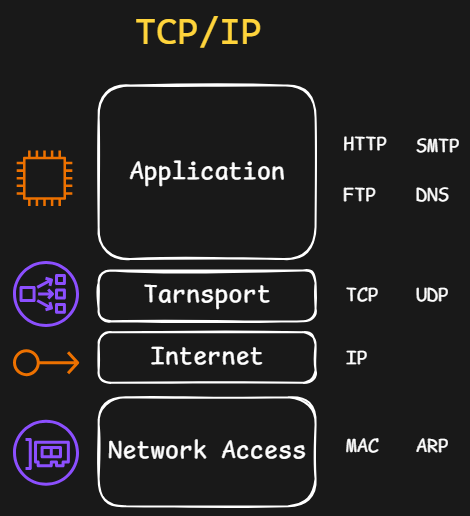 TCP/IP
Application
HTTP SMTP
FTP DNS
Tarnsport
TCP UDP
Internet
IP
Network Access
MAC ARP